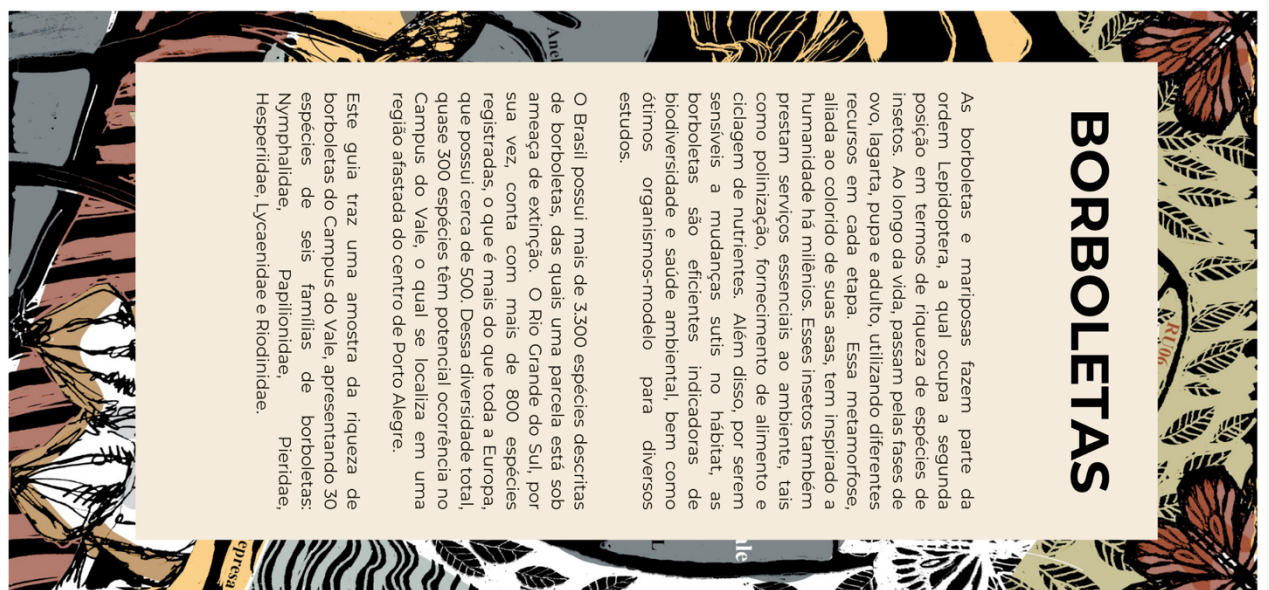 BORBOLETAS
As borboletas e mariposas fazem parte da
ordem Lepidoptera, a qual ocupa a segunda
posição em termos de riqueza de espécies de
insetos. Ao longo da vida, passam pelas fases de
ovo, lagarta, pupa e adulto, utilizando diferentes
recursos em cada etapa. Essa metamorfose,
aliada ao colorido de suas asas, tem inspirado a
humanidade há milênios. Esses insetos também
prestam serviços essenciais ao ambiente, tais
como polinização, fornecimento de alimento e
ciclagem de nutrientes. Além disso, por serem
sensíveis a mudanças sutis no hábitat, as
borboletas são eficientes indicadoras de
biodiversidade e saúde ambiental, bem como
ótimos organismos-modelo para diversos
estudos.
O Brasil possui mais de 3.300 espécies descritas
de borboletas, das quais uma parcela está sob
ameaça de extinção. O Rio Grande do Sul, por
sua vez, conta com mais de 800 espécies
registradas, o que é mais do que toda a Europa,
que possui cerca de 500. Dessa diversidade total,
quase 300 espécies têm potencial ocorrência no
Campus do Vale, o qual se localiza em uma
região afastada do centro de Porto Alegre.
Este guia traz uma amostra da riqueza de
borboletas do Campus do Vale, apresentando 30
espécies de seis famílias de borboletas:
Nymphalidae, Papilionidae, Pieridae,
Hesperiidae, Lycaenidae e Riodinidae.
RU06